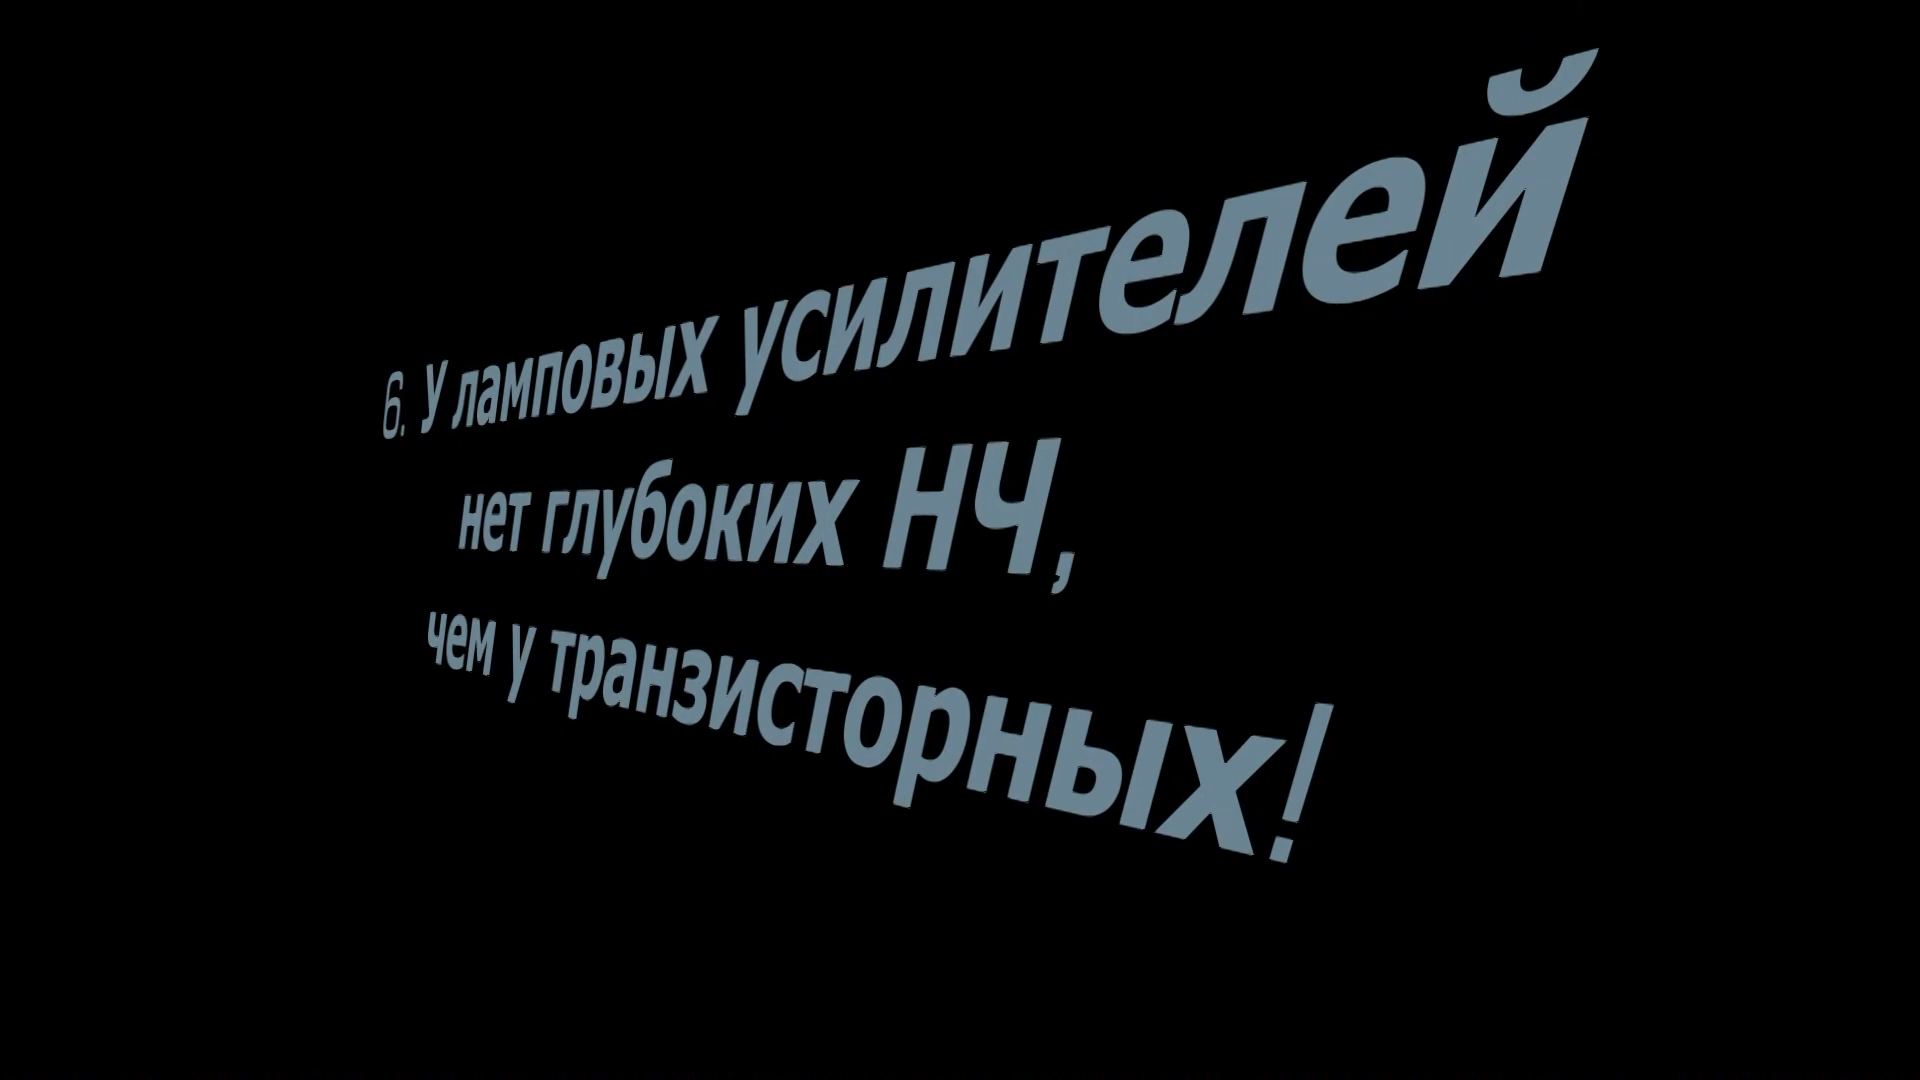 6. У ламповых усилителей
нет глубоких НЧ,
чем у транзисторных!